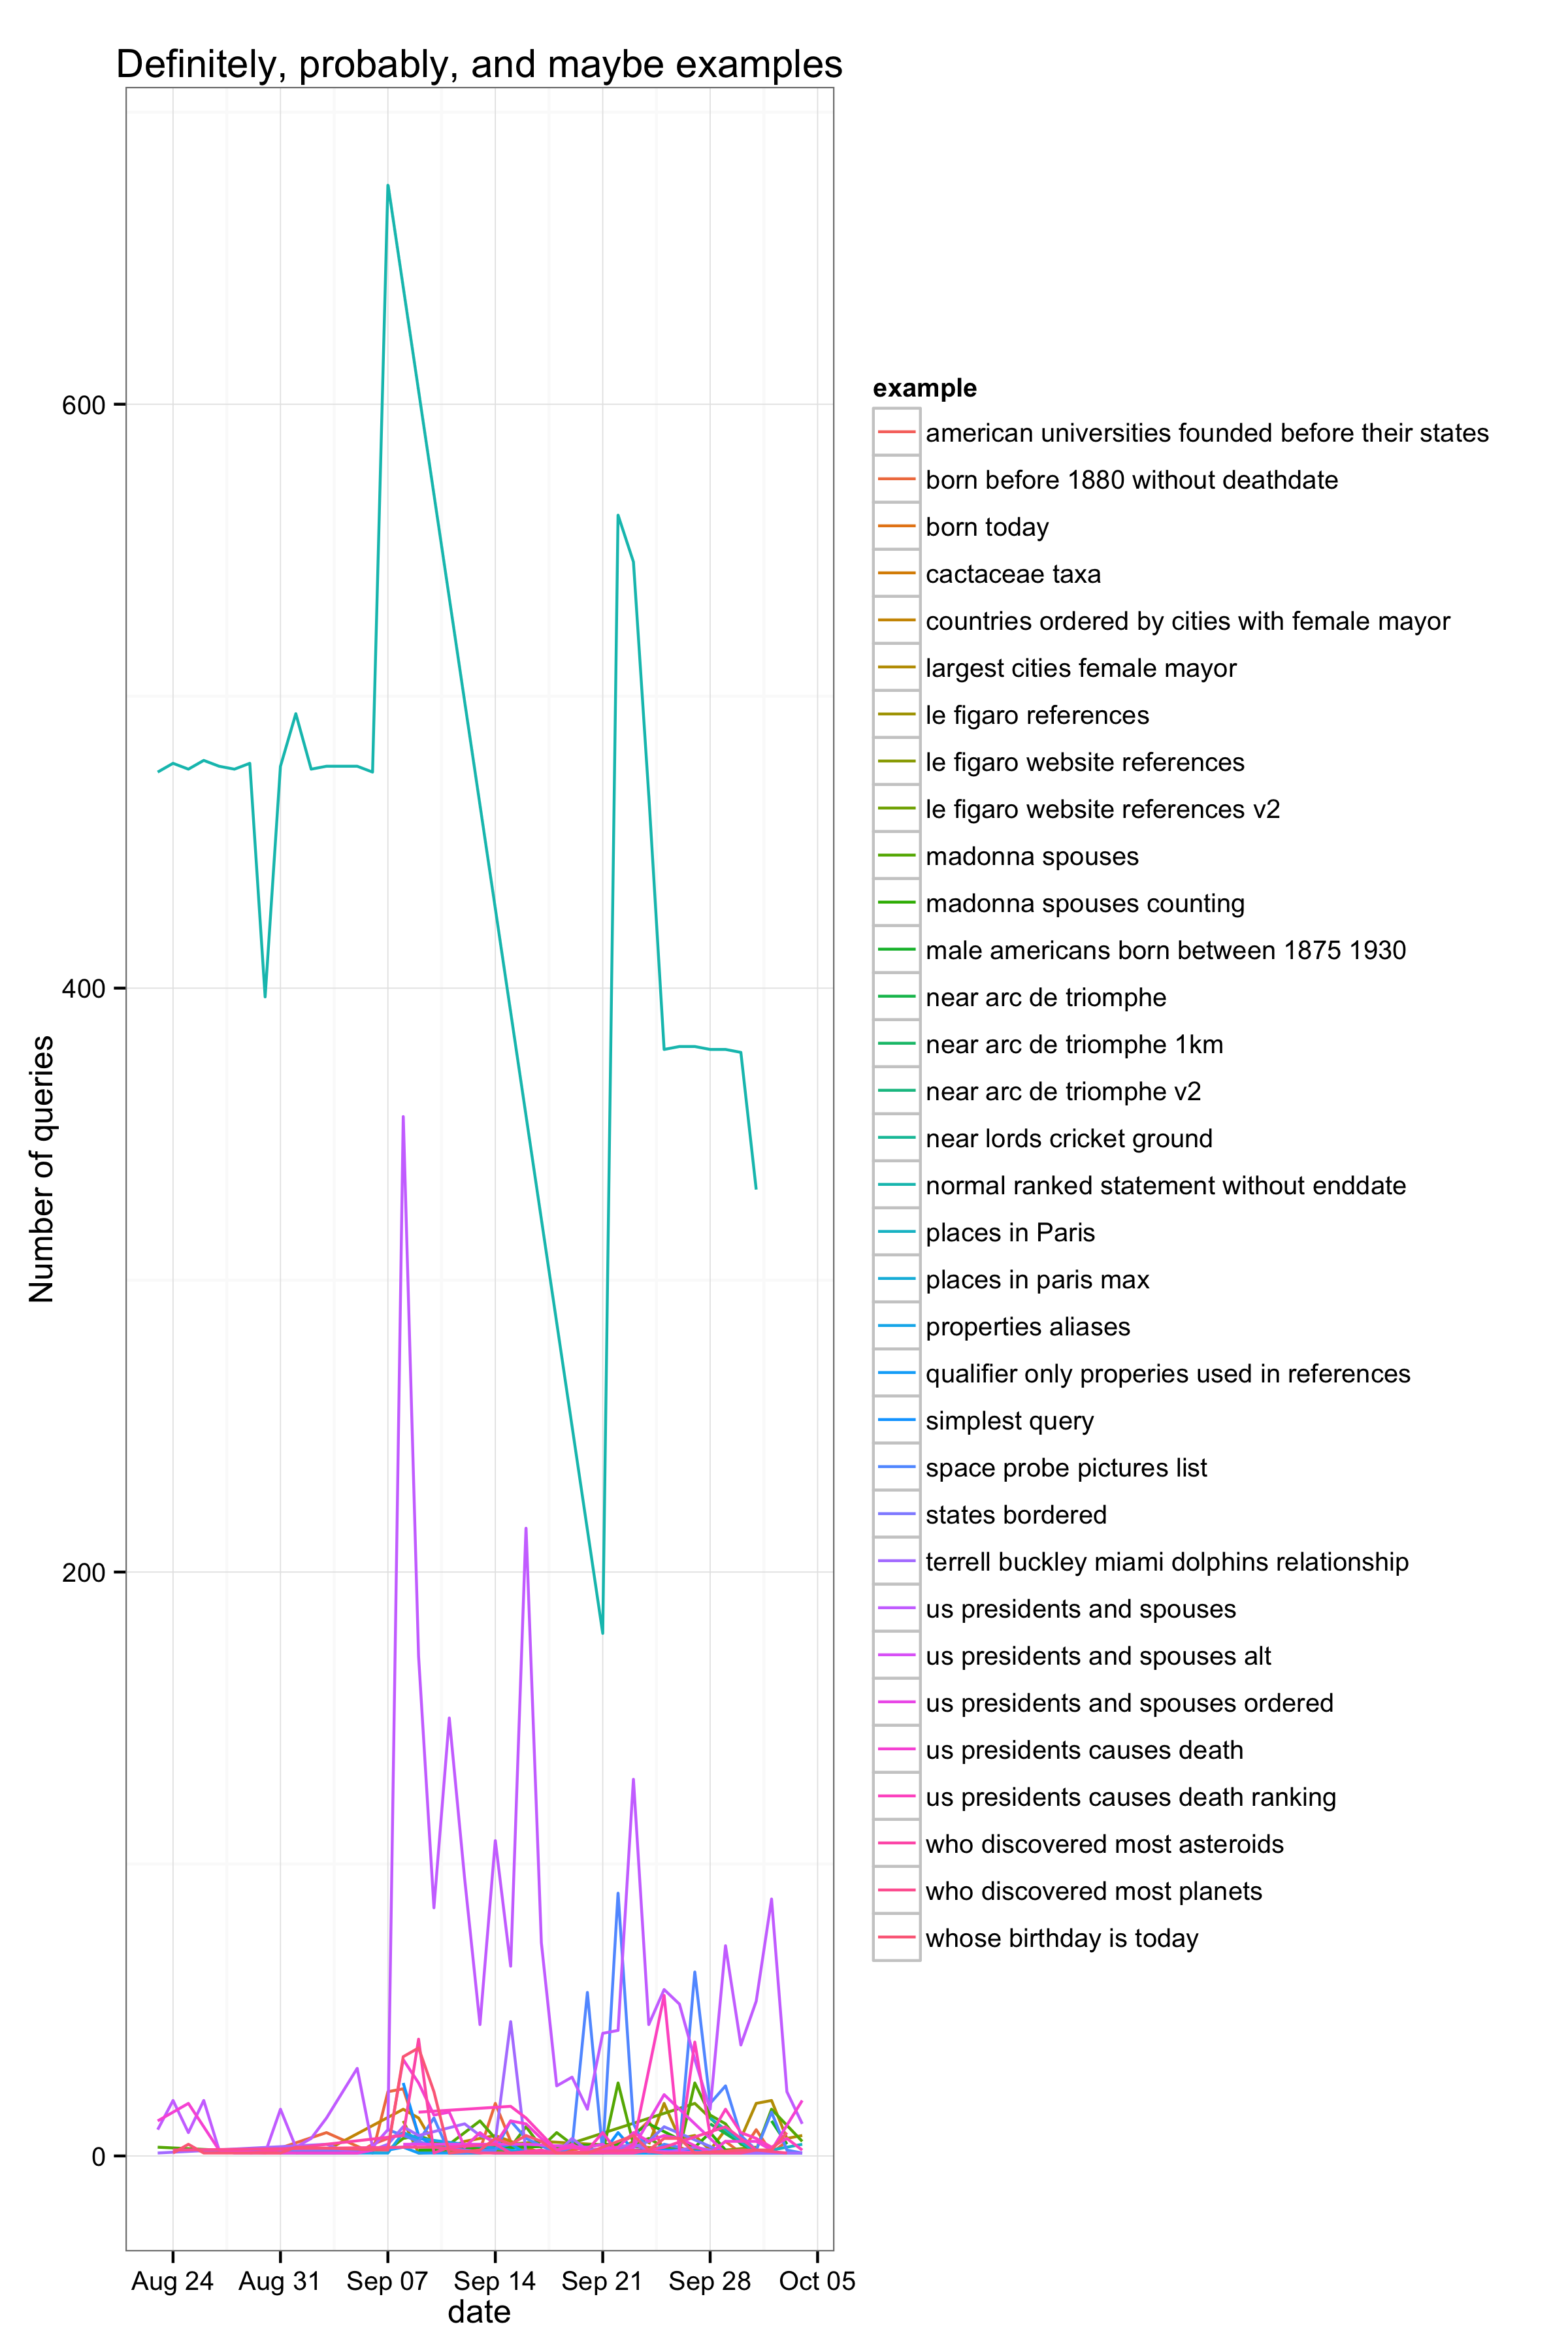 Definitely, probably, and maybe examples
Number of queries
600
400
200
0
Aug 24 Aug 31 Sep 07 Sep 14 Sep 21 Sep 28 Oct 05
date
example
american universities founded before their states
born before 1880 without deathdate
born today
cactaceae taxa
countries ordered by cities with female mayor
largest cities female mayor
le figaro references
le figaro website references
le figaro website references v2
madonna spouses
madonna spouses counting
male americans born between 1875 1930
near arc de triomphe
near arc de triomphe 1km
near arc de triomphe v2
near lords cricket ground
normal ranked statement without enddate
places in Paris
places in paris max
properties aliases
qualifier only properies used in references
simplest query
space probe pictures list
states bordered
terrell buckley miami dolphins relationship
us presidents and spouses
us presidents and spouses alt
us presidents and spouses ordered
us presidents causes death
us presidents causes death ranking
who discovered most asteroids
who discovered most planets
whose birthday is today